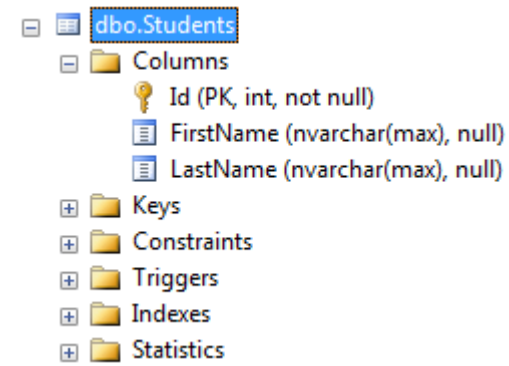 dbo.Students
Columns
Id (PK, int, not null)
FirstName (nvarchar(max), null)
LastName (nvarchar(max), null)
Keys
Constraints
Triggers
Indexes
Statistics